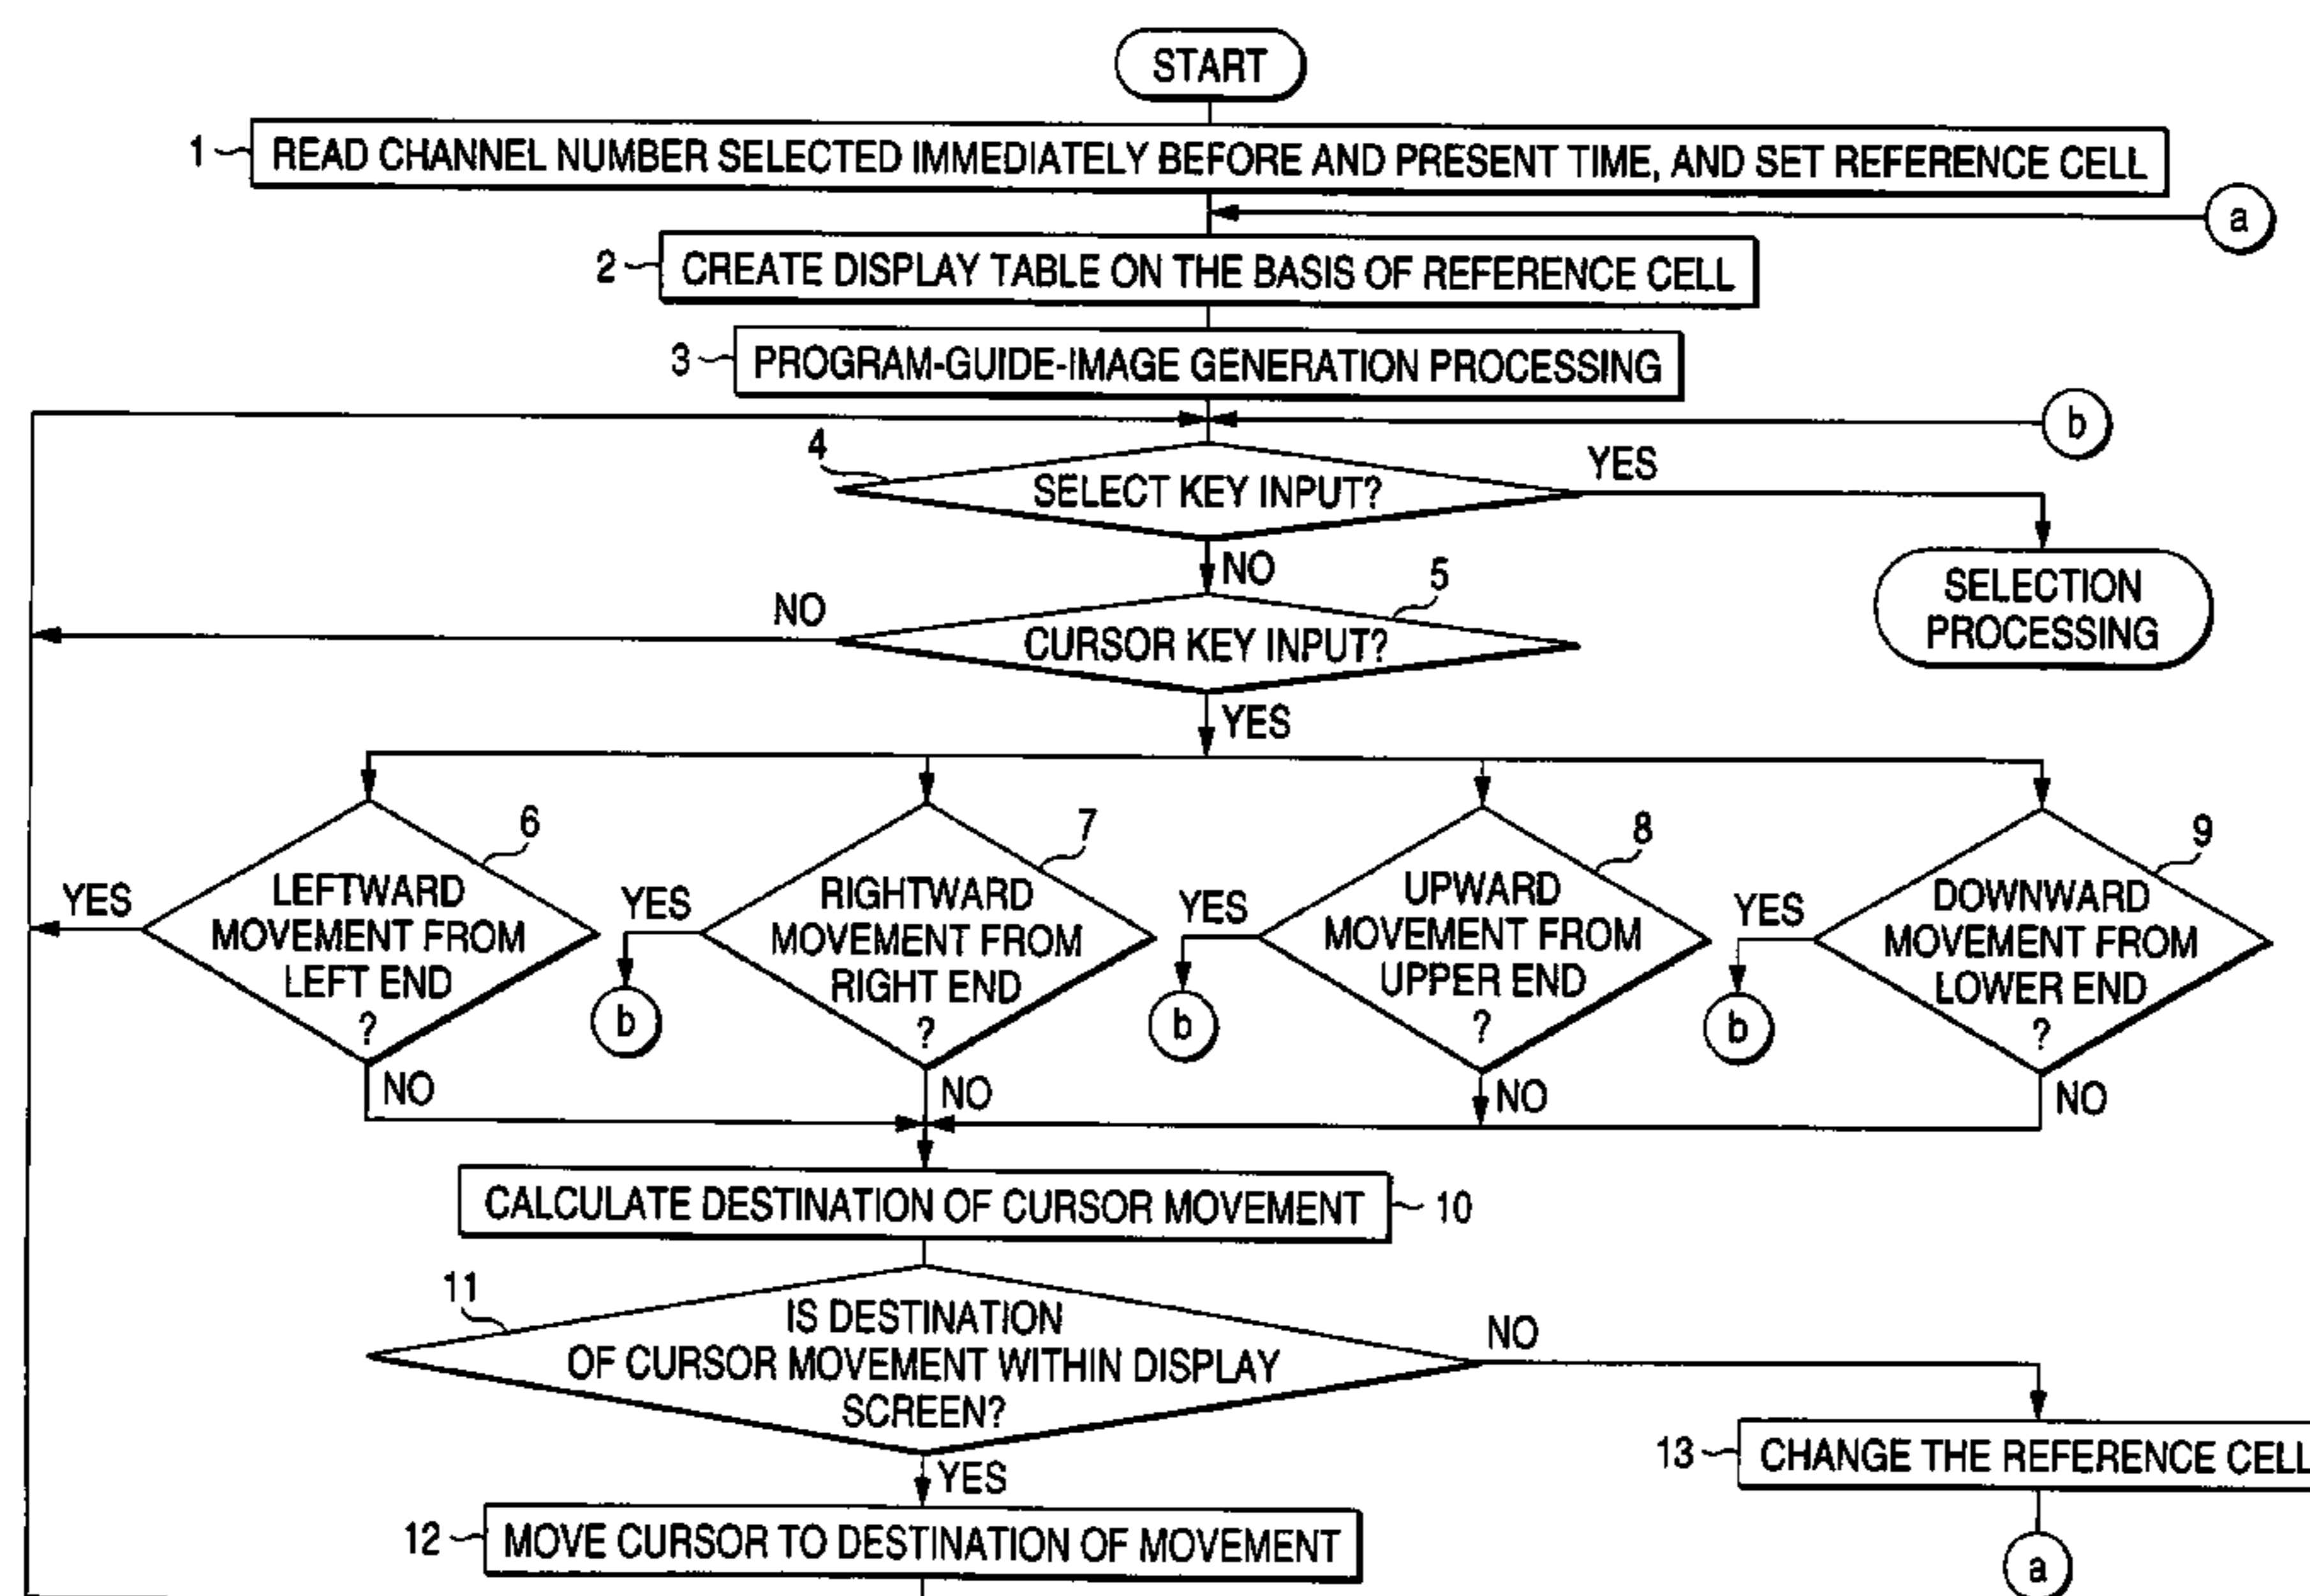 START
1
READ CHANNEL NUMBER SELECTED IMMEDIATELY BEFORE AND PRESENT TIME, AND SET REFERENCE CELL
a
2
CREATE DISPLAY TABLE ON THE BASIS OF REFERENCE CELL
3
PROGRAM-GUIDE-IMAGE GENERATION PROCESSING
b
4
SELECT KEY INPUT?
YES
NO
SELECTION
PROCESSING
5
CURSOR KEY INPUT?
NO
YES
6
LEFTWARD
MOVEMENT FROM
LEFT END
?
YES
NO
7
RIGHTWARD
MOVEMENT FROM
RIGHT END
?
YES
b
NO
8
UPWARD
MOVEMENT FROM
UPPER END
?
YES
b
NO
9
DOWNWARD
MOVEMENT FROM
LOWER END
?
YES
b
NO
CALCULATE DESTINATION OF CURSOR MOVEMENT
10
11
IS DESTINATION
OF CURSOR MOVEMENT WITHIN DISPLAY
SCREEN?
NO
YES
13
CHANGE THE REFERENCE CELL
12
MOVE CURSOR TO DESTINATION OF MOVEMENT
a